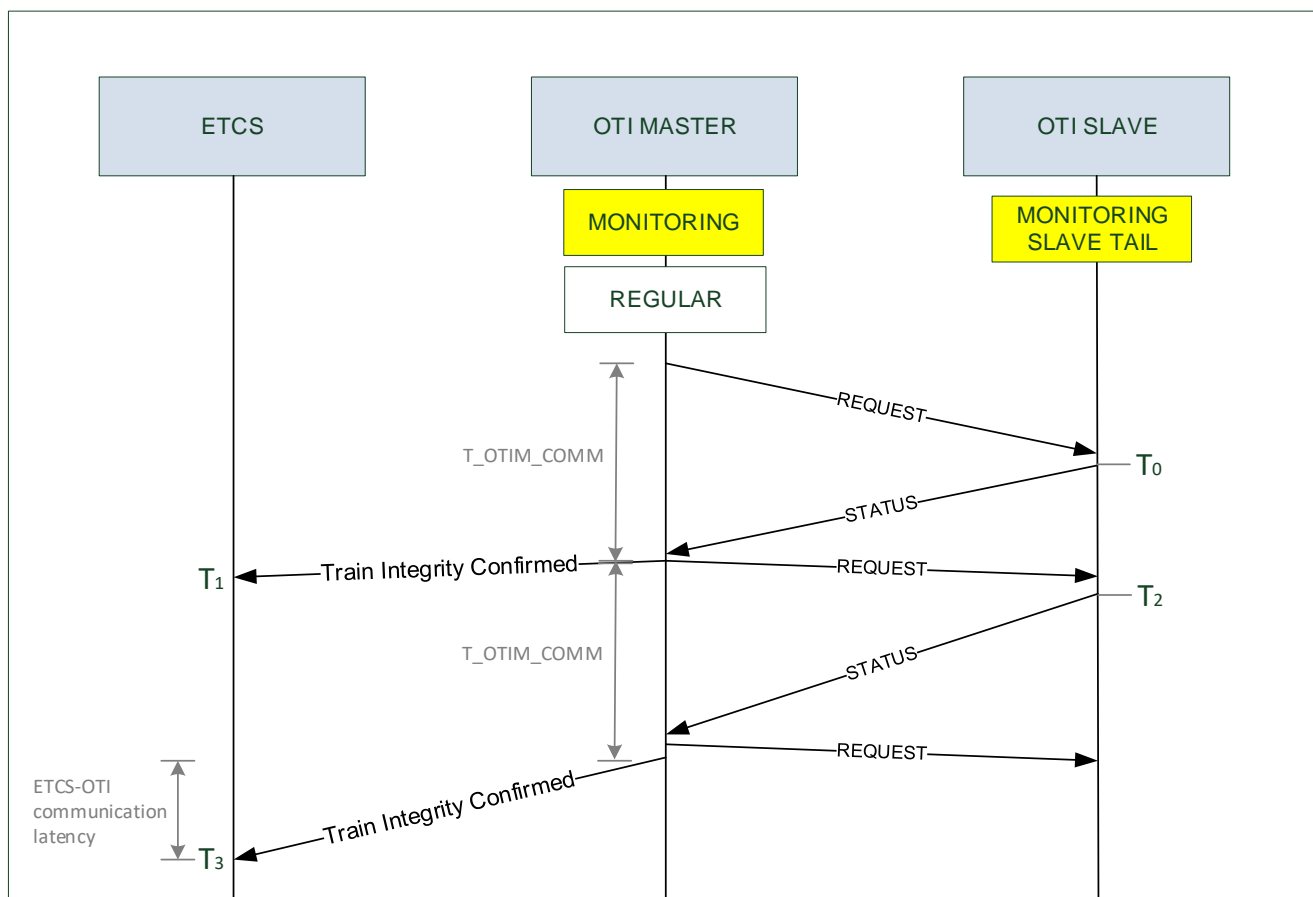 ETCS
OTI MASTER
OTI SLAVE
MONITORING
MONITORING
SLAVE TAIL
REGULAR
REQUEST
T_OTIM_COMM
T0
STATUS
Train Integrity Confirmed
REQUEST
T1
T2
T_OTIM_COMM
STATUS
REQUEST
ETCS-OTI
communication
latency
Train Integrity Confirmed
T3